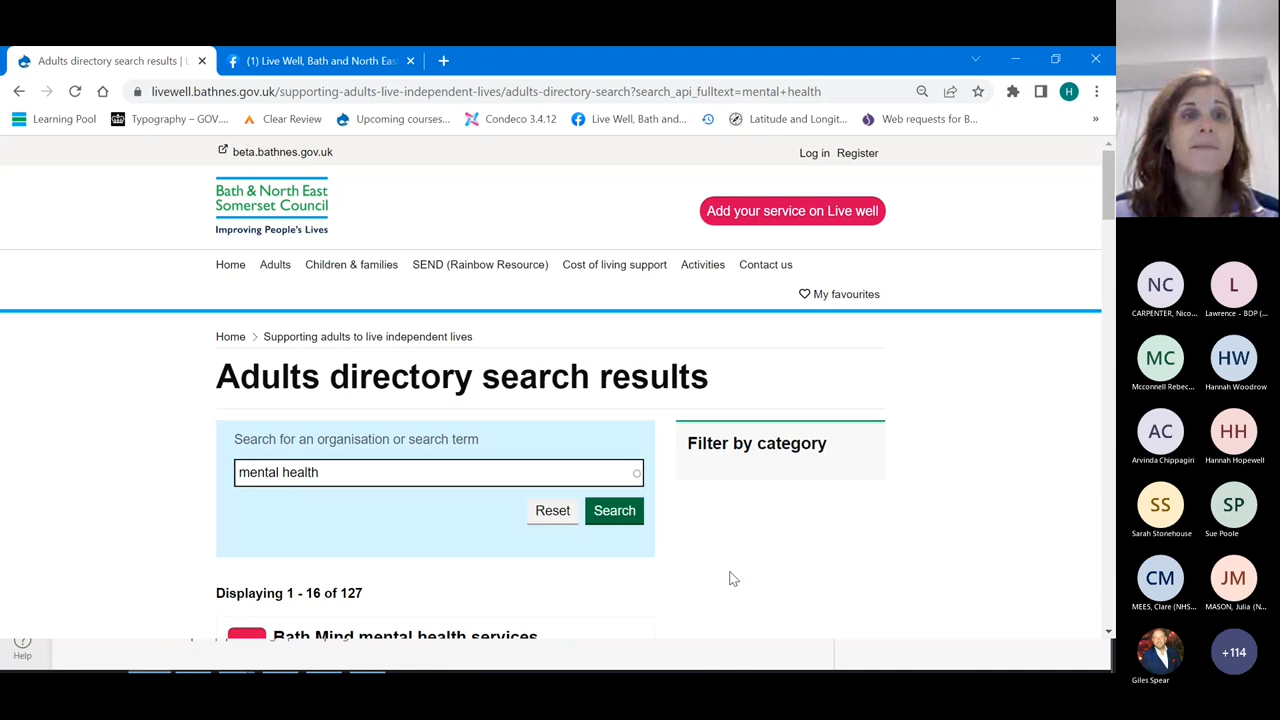 Adults directory search results | L
(1) Live Well, Bath and North Eas
livewell.bathnes.gov.uk/supporting-adults-live-independent-lives/adults-directory-search?search_api_fulltext=mental+health
H
Learning Pool
Typography – GOV....
Clear Review
Upcoming courses...
Condeco 3.4.12
Live Well, Bath and...
Latitude and Longit...
Web requests for B...
»
beta.bathnes.gov.uk
Log in Register
Bath & North East
Somerset Council
Improving People's Lives
Add your service on Live well
Home Adults Children & families SEND (Rainbow Resource) Cost of living support Activities Contact us
My favourites
Home > Supporting adults to live independent lives
Adults directory search results
Search for an organisation or search term
Filter by category
mental health
Reset Search
Displaying 1 - 16 of 127
Bath Mind mental health services
Help
NC L
CARPENTER, Nico... Lawrence - BDP (...
MC HW
Mcconnell Rebec... Hannah Woodrow
AC HH
Arvinda Chippagiri Hannah Hopewell
SS SP
Sarah Stonehouse Sue Poole
CM JM
MEES, Clare (NHS... MASON, Julia (N...
+114
Giles Spear